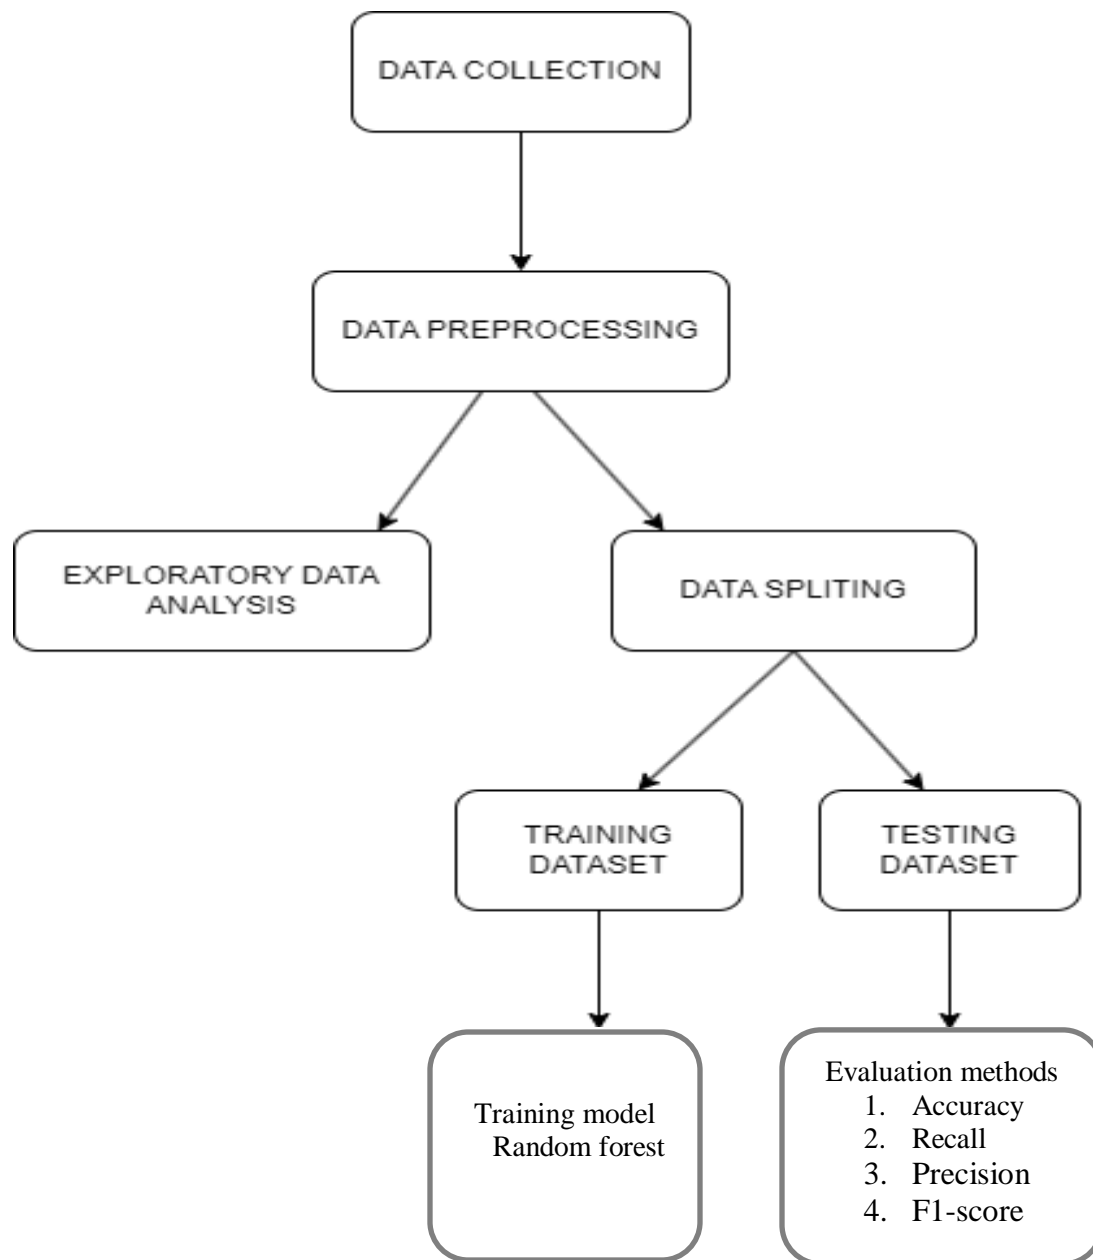 DATA COLLECTION
DATA PREPROCESSING
EXPLORATORY DATA
ANALYSIS
DATA SPLITING
TRAINING
DATASET
TESTING
DATASET
Training model
Random forest
Evaluation methods
1. Accuracy
2. Recall
3. Precision
4. F1-score